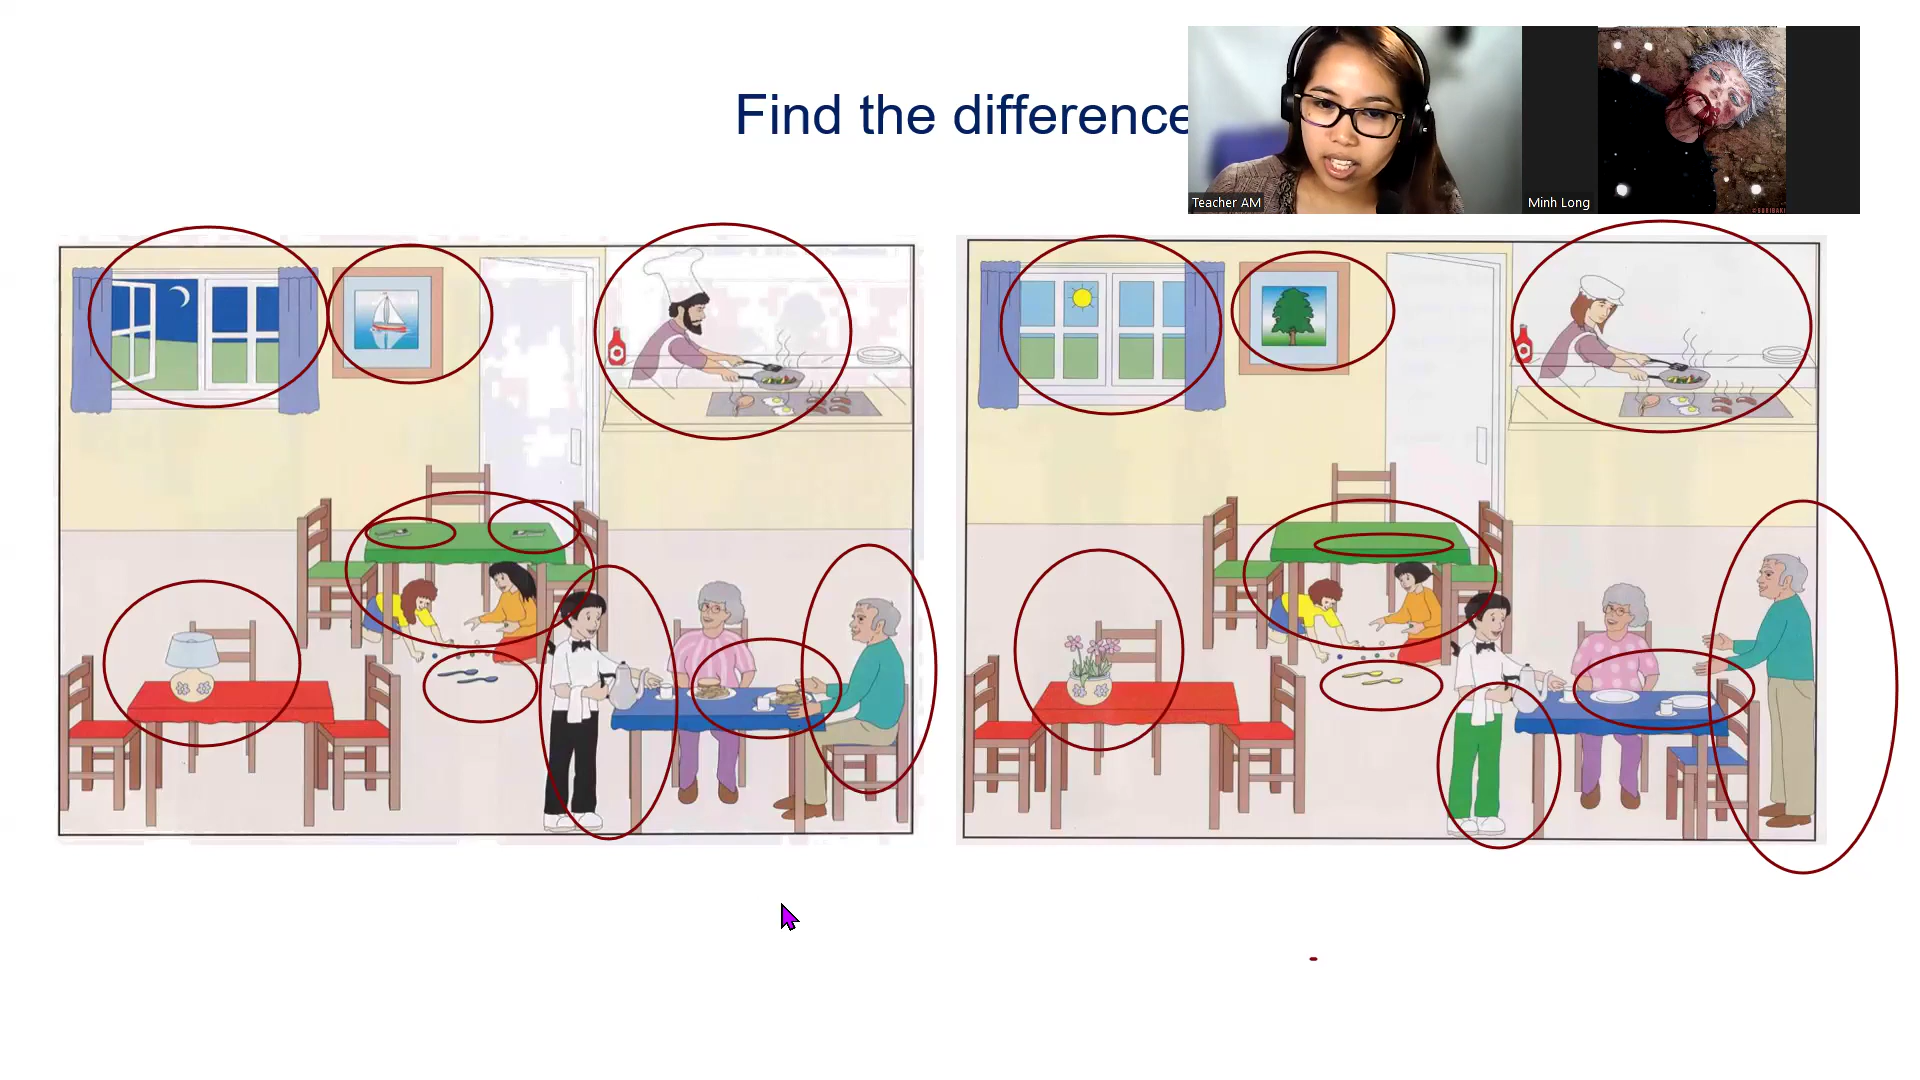 Find the difference
Teacher AM
Minh Long